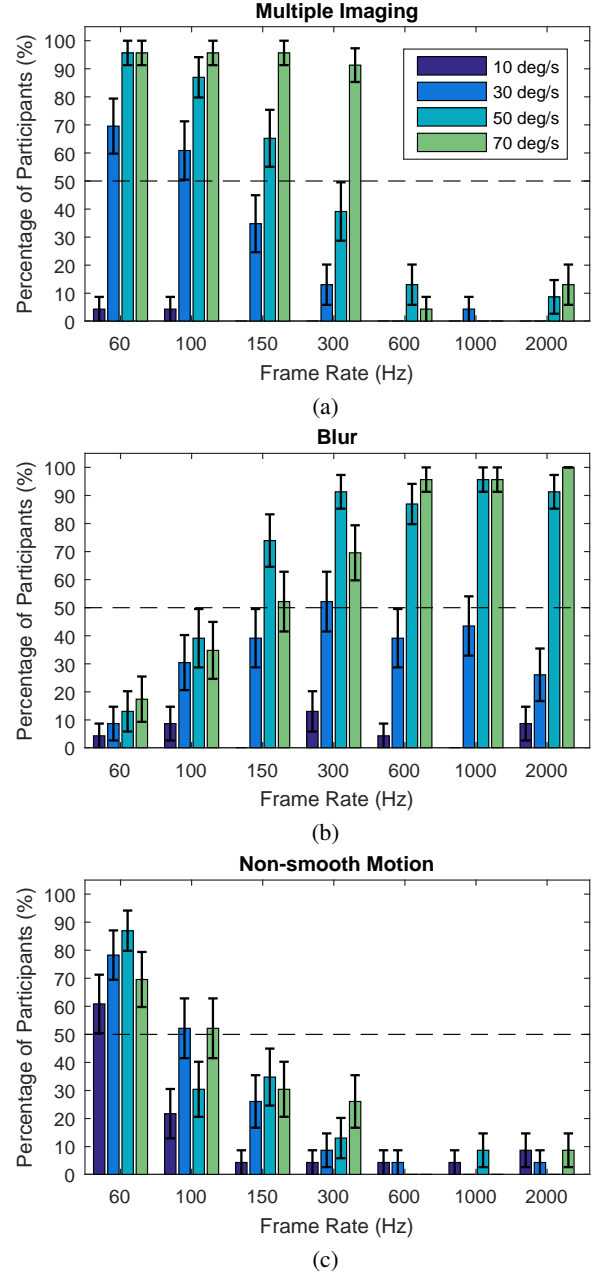 Multiple Imaging
Percentage of Participants (%)
100
90
80
70
60
50
40
30
20
10
0
10 deg/s
30 deg/s
50 deg/s
70 deg/s
60 100 150 300 600 1000 2000
Frame Rate (Hz)
(a)
Blur
Percentage of Participants (%)
100
90
80
70
60
50
40
30
20
10
0
60 100 150 300 600 1000 2000
Frame Rate (Hz)
(b)
Non-smooth Motion
Percentage of Participants (%)
100
90
80
70
60
50
40
30
20
10
0
60 100 150 300 600 1000 2000
Frame Rate (Hz)
(c)